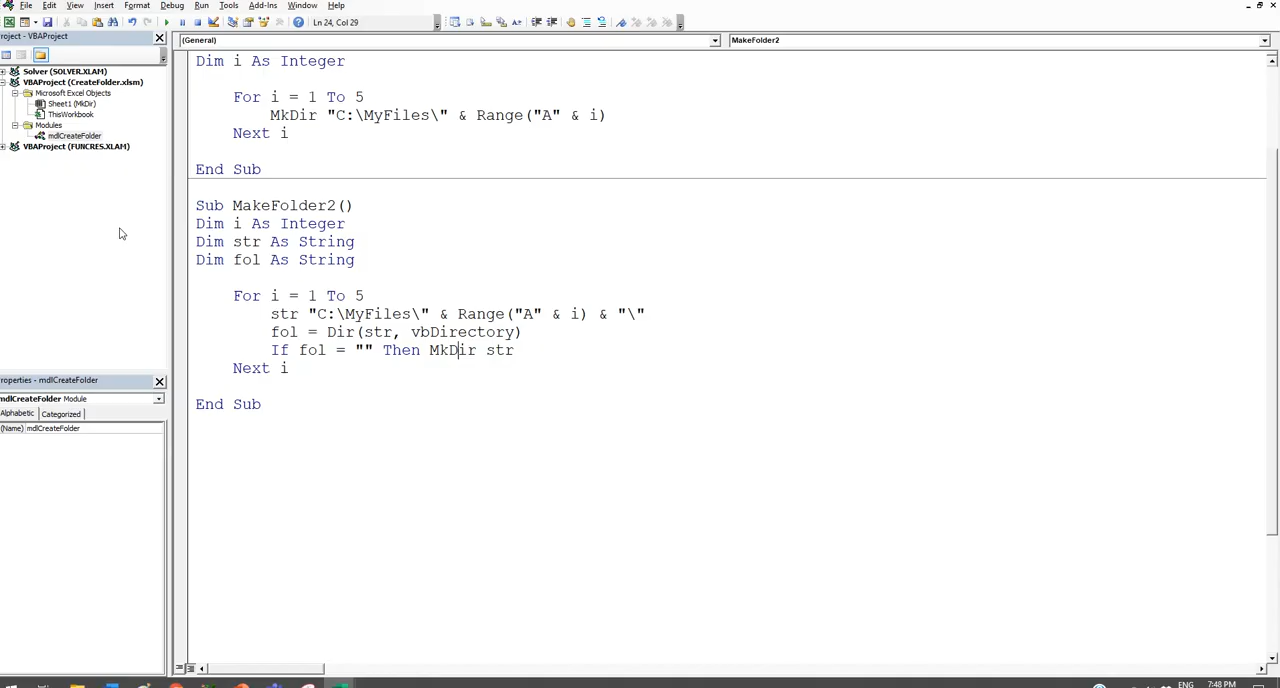 File Edit View Insert Format Debug Run Tools Add-Ins Window Help
Ln 24, Col 29
roject - VBAProject
(General)
MakeFolder2
Solver (SOLVER.XLAM)
VBAProject (CreateFolder.xlsm)
Microsoft Excel Objects
Sheet1 (MkDir)
ThisWorkbook
Modules
mdlCreateFolder
VBAProject (FUNCRES.XLAM)
Dim i As Integer
For i = 1 To 5
MkDir "C:\MyFiles\" & Range("A" & i)
Next i
End Sub
Sub MakeFolder2()
Dim i As Integer
Dim str As String
Dim fol As String
For i = 1 To 5
str "C:\MyFiles\" & Range("A" & i) & "\"
fol = Dir(str, vbDirectory)
If fol = "" Then MkDir str
Next i
End Sub
roperties - mdlCreateFolder
mdlCreateFolder Module
Alphabetic Categorized
(Name) mdlCreateFolder
ENG 7:48 PM